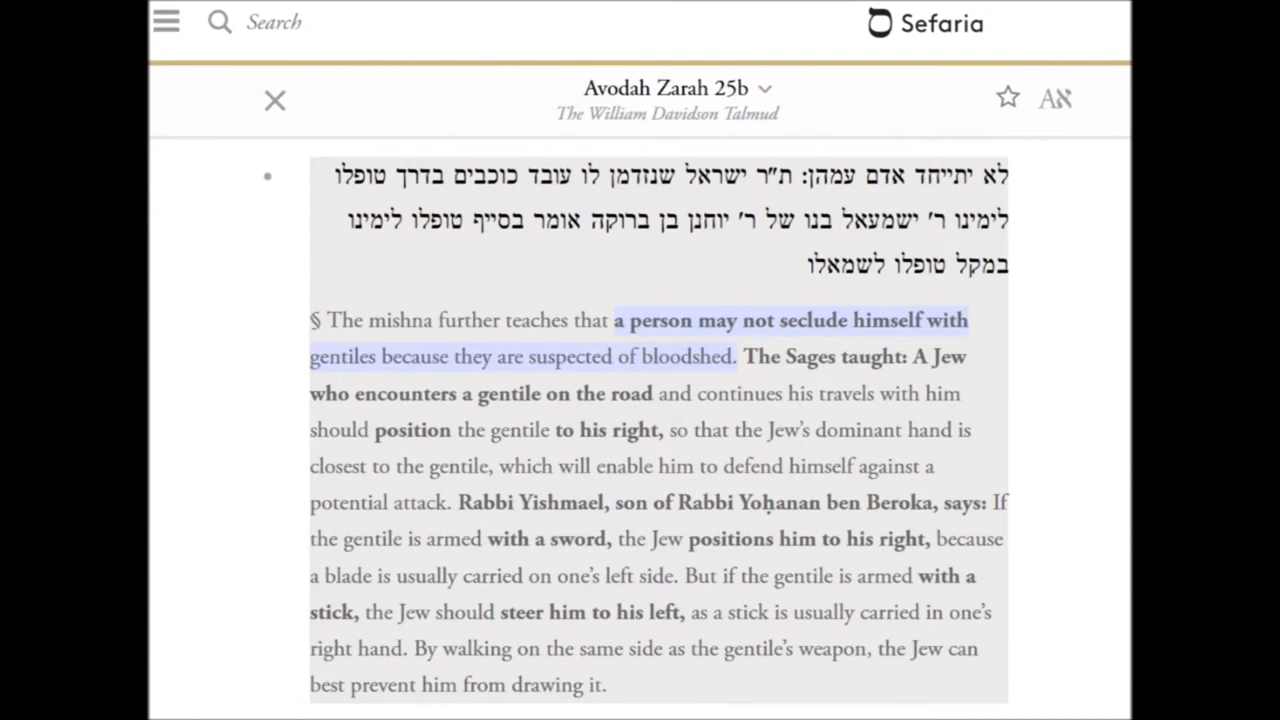 Search
Sefaria
Avodah Zarah 25b
The William Davidson Talmud
לא יתייחד אדם עמהן: ת"ר ישראל שנזדמן לו עובד כוכבים בדרך טופלו
לימינו ר' ישמעאל בנו של ר' יוחנן בן ברוקה אומר בסייף טופלו לימינו
במקל טופלו לשמאלו
§ The mishna further teaches that a person may not seclude himself with
gentiles because they are suspected of bloodshed. The Sages taught: A Jew
who encounters a gentile on the road and continues his travels with him
should position the gentile to his right, so that the Jew's dominant hand is
closest to the gentile, which will enable him to defend himself against a
potential attack. Rabbi Yishmael, son of Rabbi Yoḥanan ben Beroka, says: If
the gentile is armed with a sword, the Jew positions him to his right, because
a blade is usually carried on one's left side. But if the gentile is armed with a
stick, the Jew should steer him to his left, as a stick is usually carried in one's
right hand. By walking on the same side as the gentile's weapon, the Jew can
best prevent him from drawing it.